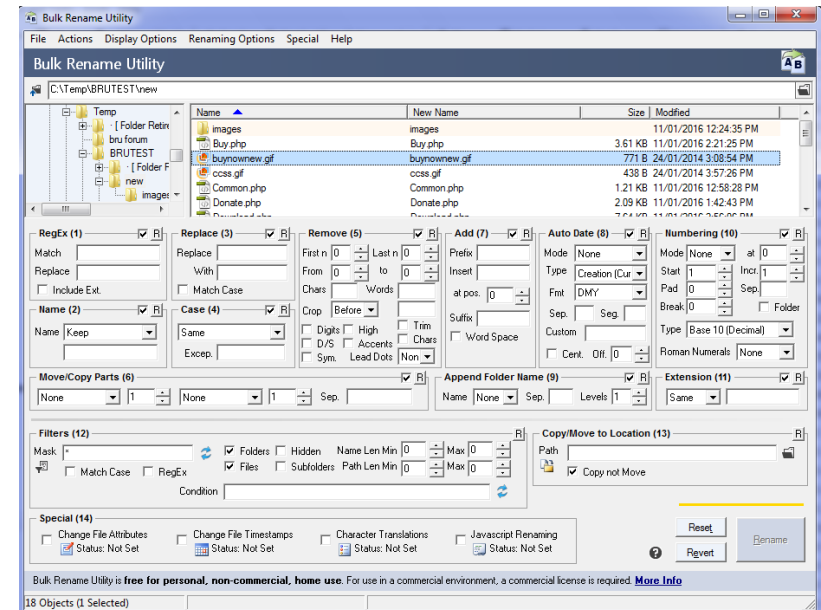 Bulk Rename Utility
File Actions Display Options Renaming Options Special Help
Bulk Rename Utility
C:\Temp\BRUTEST\new
Temp
[ Folder Retire
bru forum
BRUTEST
[ Folder F
new
images
Name New Name Size Modified
images images 11/01/2016 12:24:35 PM
Buy.php Buy.php 3.61 KB 11/01/2016 2:21:25 PM
buynownew.gif buynownew.gif 771 B 24/01/2014 3:08:54 PM
ccss.gif ccss.gif 438 B 24/01/2014 3:57:26 PM
Common.php Common.php 1.21 KB 11/01/2016 12:58:28 PM
Donate.php Donate.php 2.09 KB 11/01/2016 1:42:43 PM
RegEx (1) R
Match
Replace
Include Ext.
Replace (3) R
Replace
With
Match Case
Remove (5) R
First n 0 Last n 0
From 0 to 0
Chars Words
Crop Before
Digits High Trim
D/S Accents Chars
Sym. Lead Dots Non
Add (7) R
Prefix
Insert
at pos. 0
Suffix
Word Space
Auto Date (8) R
Mode None
Type Creation (Cur
Fmt DMY
Sep. Seg.
Custom
Cent. Off. 0
Numbering (10) R
Mode None at 0
Start 1 Incr. 1
Pad 0 Sep.
Break 0 Folder
Type Base 10 (Decimal)
Roman Numerals None
Name (2) R
Name Keep
Case (4) R
Same
Excep.
Move/Copy Parts (6) R
None 1 None 1 Sep.
Append Folder Name (9) R
Name None Sep. Levels 1
Extension (11) R
Same
Filters (12) R
Mask * Folders Hidden Name Len Min 0 Max 0
Match Case RegEx Files Subfolders Path Len Min 0 Max 0
Condition
Copy/Move to Location (13) R
Path
Copy not Move
Special (14)
Change File Attributes
Status: Not Set
Change File Timestamps
Status: Not Set
Character Translations
Status: Not Set
Javascript Renaming
Status: Not Set
Reset
Revert
Rename
Bulk Rename Utility is free for personal, non-commercial, home use. For use in a commercial environment, a commercial license is required. More Info
18 Objects (1 Selected)